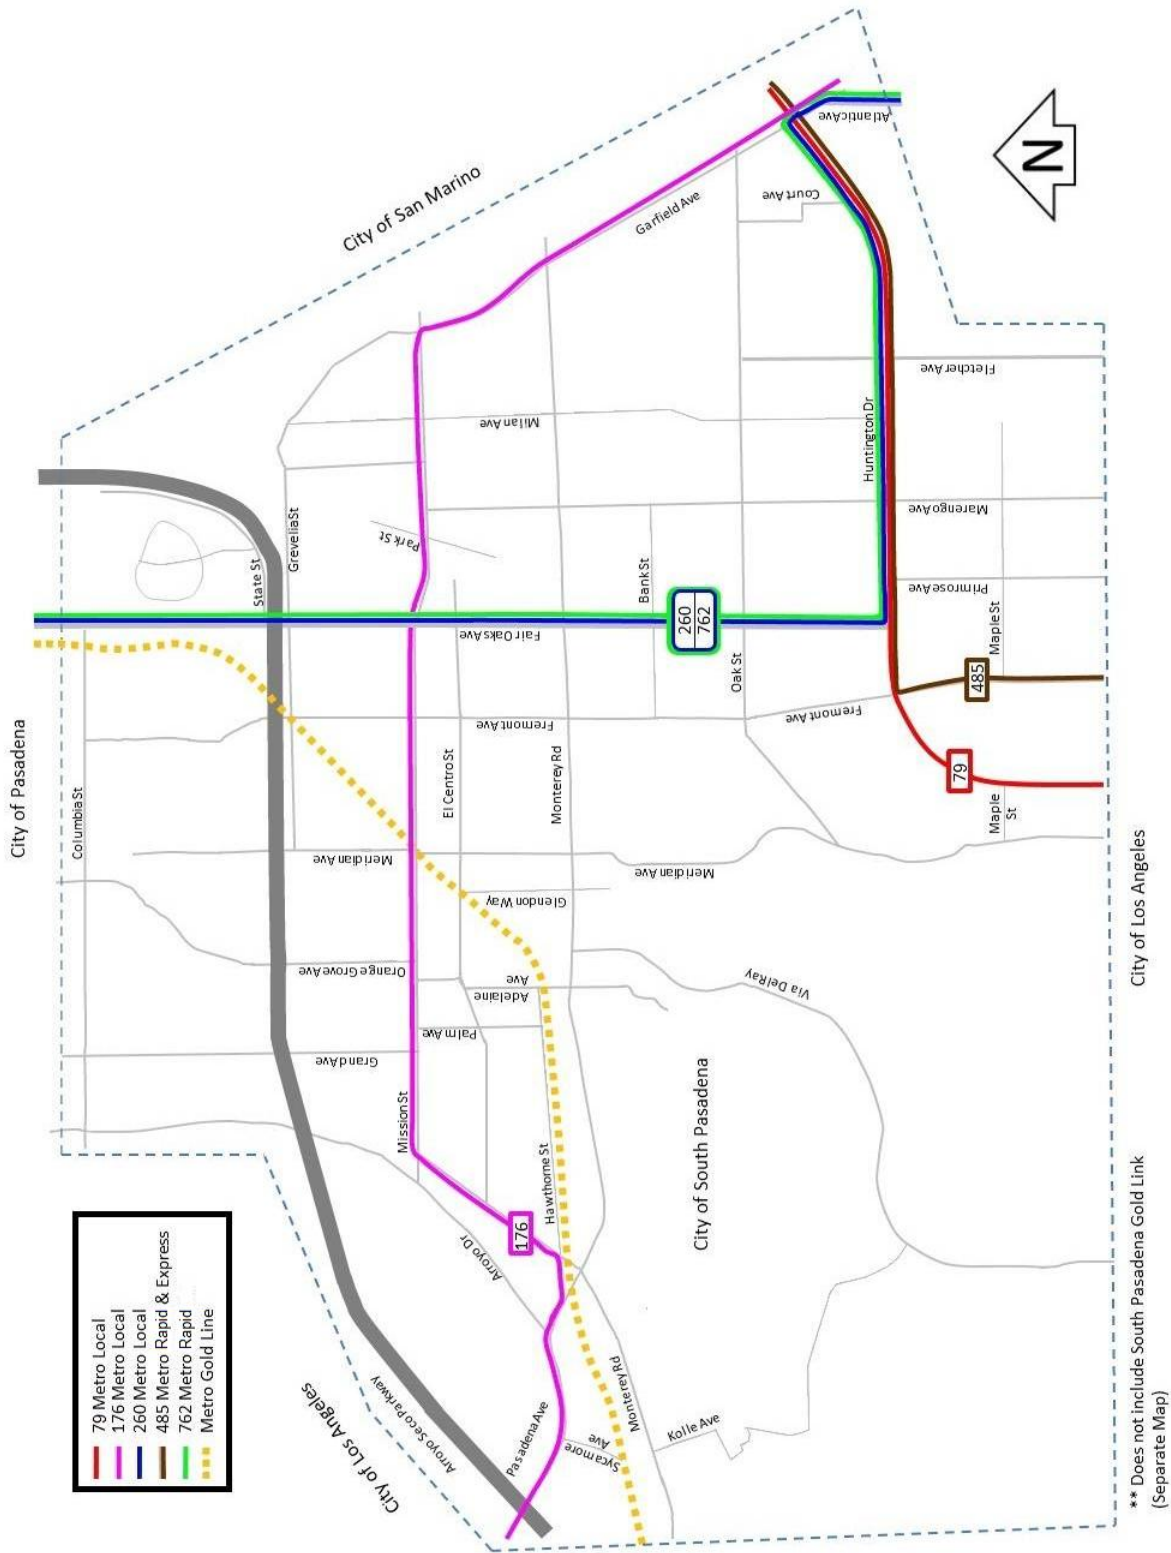 City of Pasadena
City of San Marino
City of Los Angeles
City of Los Angeles
City of South Pasadena
79 Metro Local
176 Metro Local
260 Metro Local
485 Metro Rapid & Express
762 Metro Rapid
Metro Gold Line
Columbia St
State St
Grevelia St
Arroyo Seco Parkway
Meridian Ave
Orange Grove Ave
Grand Ave
Mission St
Park St
Milan Ave
Garfield Ave
Court Ave
Atlantic Ave
N
Fair Oaks Ave
Fremont Ave
El Centro St
Monterey Rd
Glendon Way
Meridian Ave
Adelaine
Ave
Palm Ave
Hawthorne St
Arroyo Dr
176
Pasadena Ave
Sycamore
Ave
Monterey Rd
Kolle Ave
Via Del Ray
Bank St
260
762
Oak St
Fremont Ave
Huntington Dr
Fletcher Ave
Marengo Ave
Primrose Ave
Maple St
485
79
Maple
St
** Does not include South Pasadena Gold Link
(Separate Map)